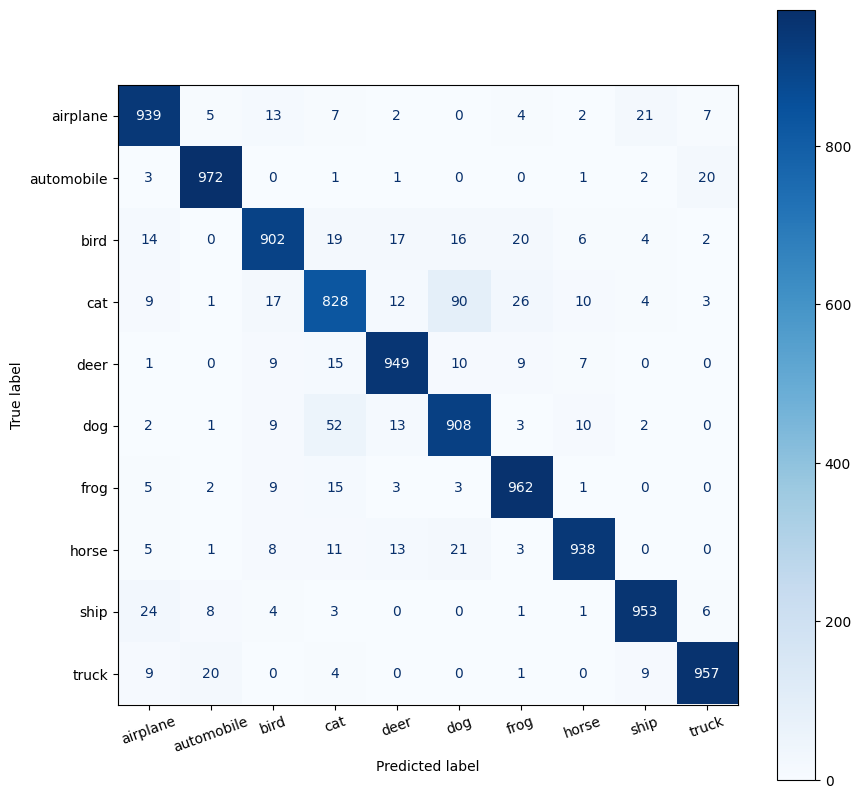 airplane 939 5 13 7 2 0 4 2 21 7
automobile 3 972 0 1 1 0 0 1 2 20
bird 14 0 902 19 17 16 20 6 4 2
cat 9 1 17 828 12 90 26 10 4 3
deer 1 0 9 15 949 10 9 7 0 0
dog 2 1 9 52 13 908 3 10 2 0
frog 5 2 9 15 3 3 962 1 0 0
horse 5 1 8 11 13 21 3 938 0 0
ship 24 8 4 3 0 0 1 1 953 6
truck 9 20 0 4 0 0 1 0 9 957
airplane automobile bird cat deer dog frog horse ship truck
Predicted label
True label
800
600
400
200
0